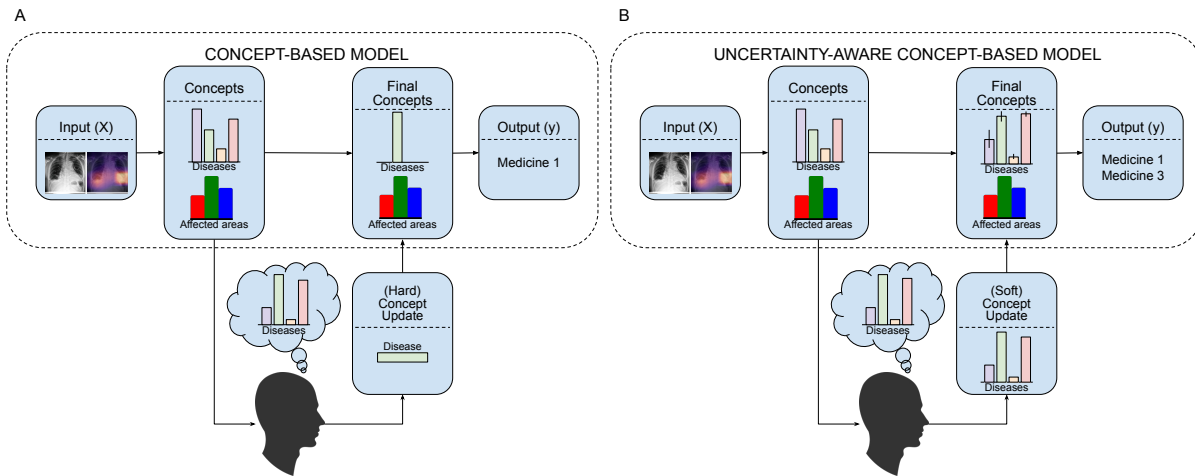 A
CONCEPT-BASED MODEL
Input (X)
Concepts
Diseases
Affected areas
Final
Concepts
Diseases
Affected areas
Output (y)
Medicine 1
Diseases
(Hard)
Concept
Update
Disease
B
UNCERTAINTY-AWARE CONCEPT-BASED MODEL
Input (X)
Concepts
Diseases
Affected areas
Final
Concepts
Diseases
Affected areas
Output (y)
Medicine 1
Medicine 3
Diseases
(Soft)
Concept
Update
Diseases